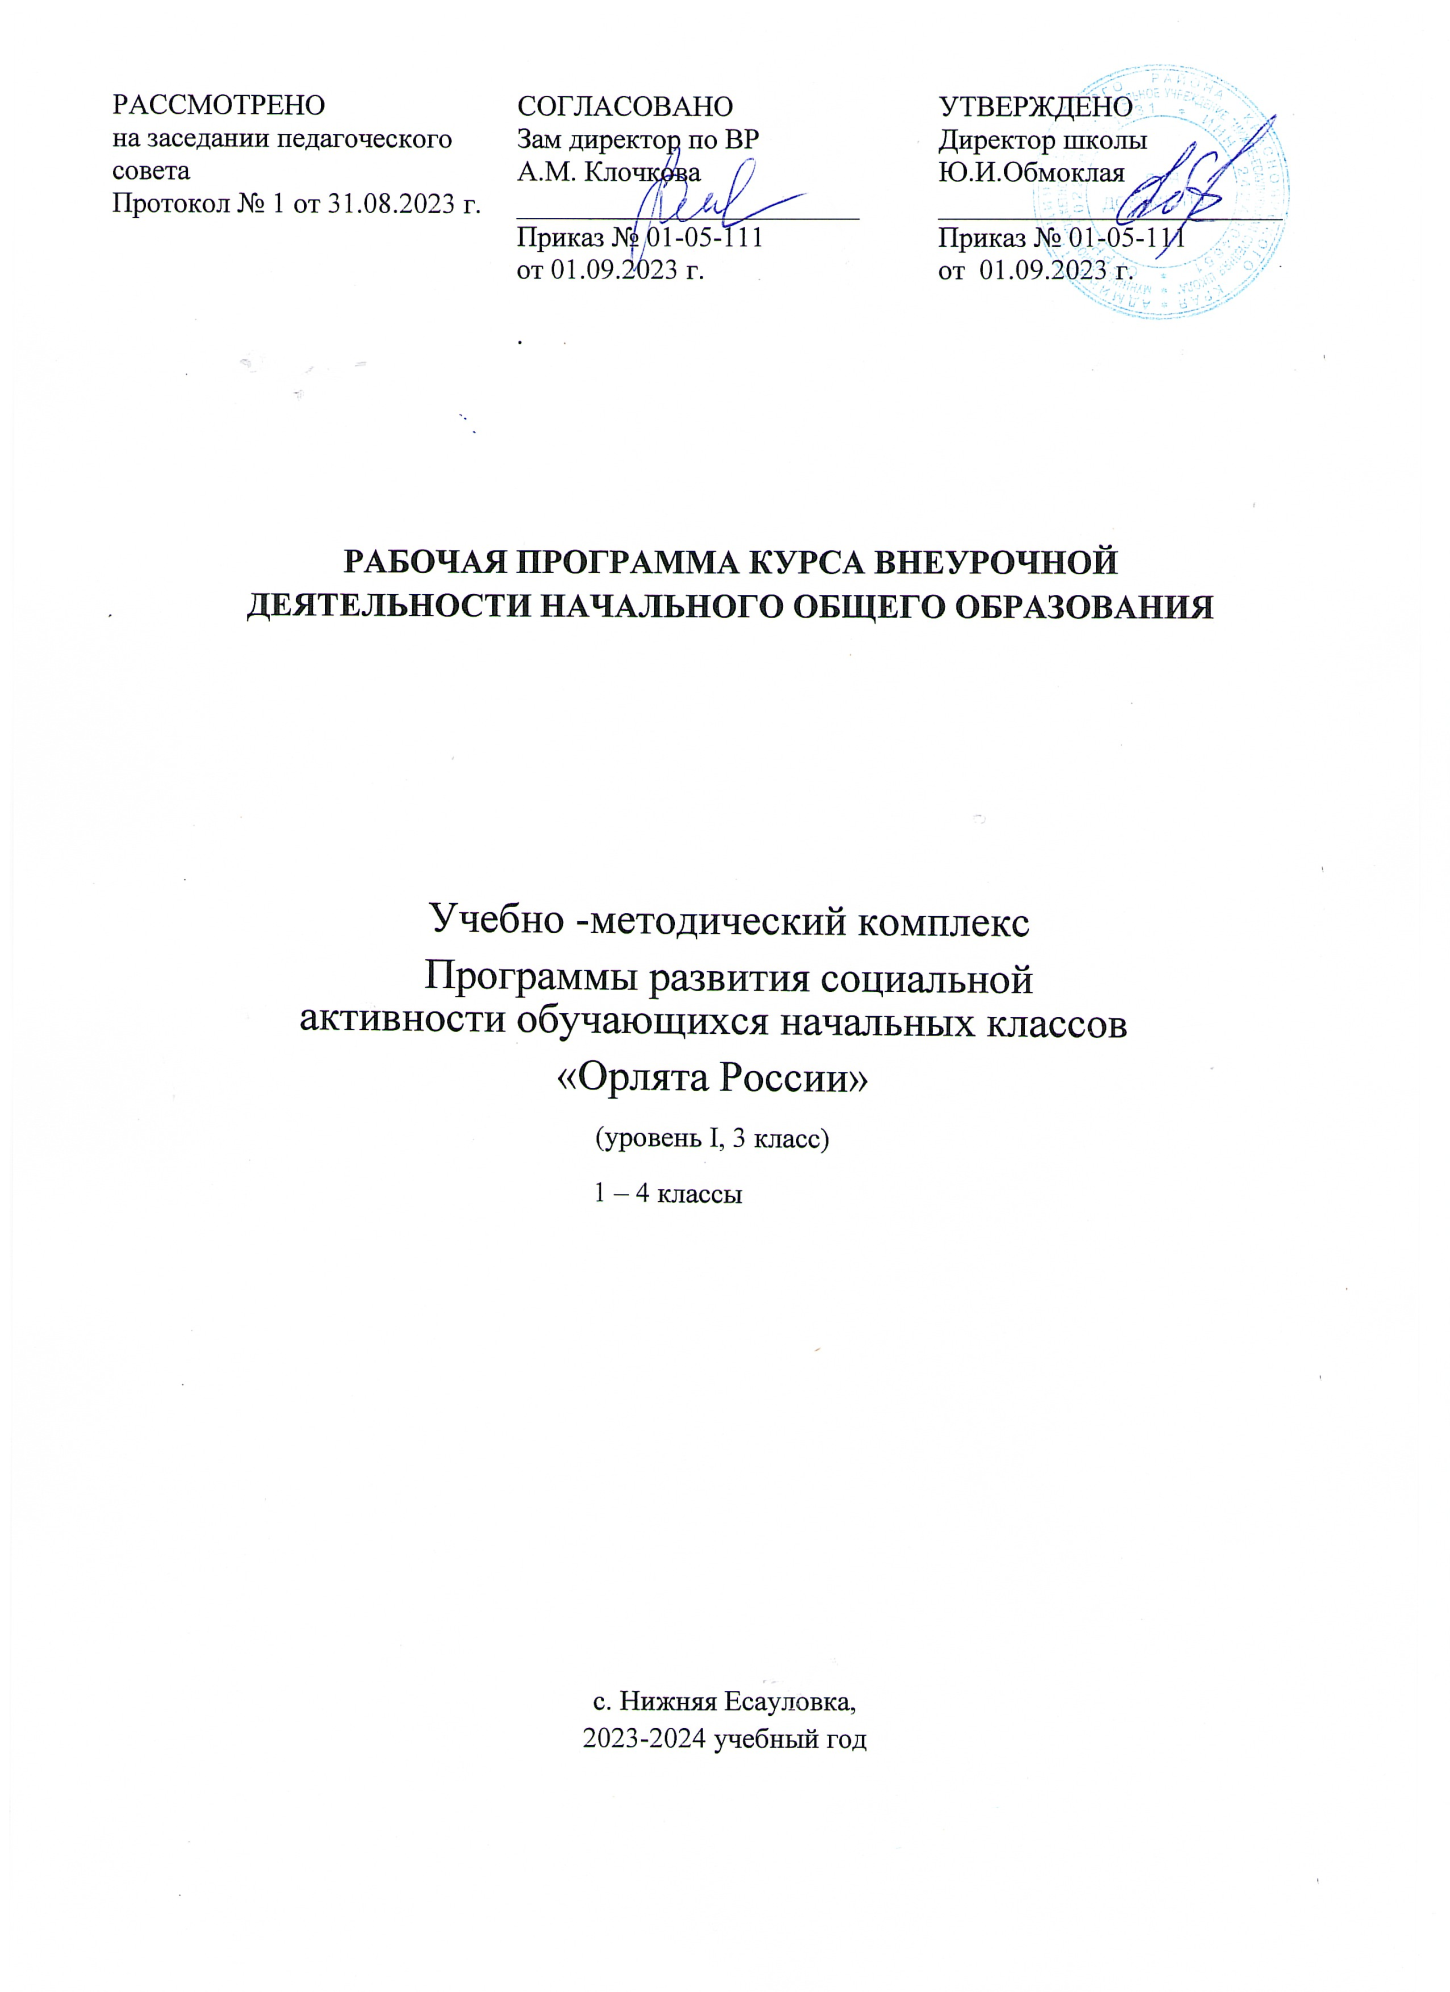 РАССМОТРЕНО
на заседании педагоческого
совета
Протокол № 1 от 31.08.2023 г.
СОГЛАСОВАНО
Зам директор по ВР
А.М. Клочкова
Приказ № 01-05-111
от 01.09.2023 г.
УТВЕРЖДЕНО
Директор школы
Ю.И.Обмоклая
Приказ № 01-05-111
от 01.09.2023 г.
РАБОЧАЯ ПРОГРАММА КУРСА ВНЕУРОЧНОЙ
ДЕЯТЕЛЬНОСТИ НАЧАЛЬНОГО ОБЩЕГО ОБРАЗОВАНИЯ
Учебно -методический комплекс
Программы развития социальной
активности обучающихся начальных классов
«Орлята России»
(уровень I, 3 класс)
1 – 4 классы
с. Нижняя Есауловка,
2023-2024 учебный год